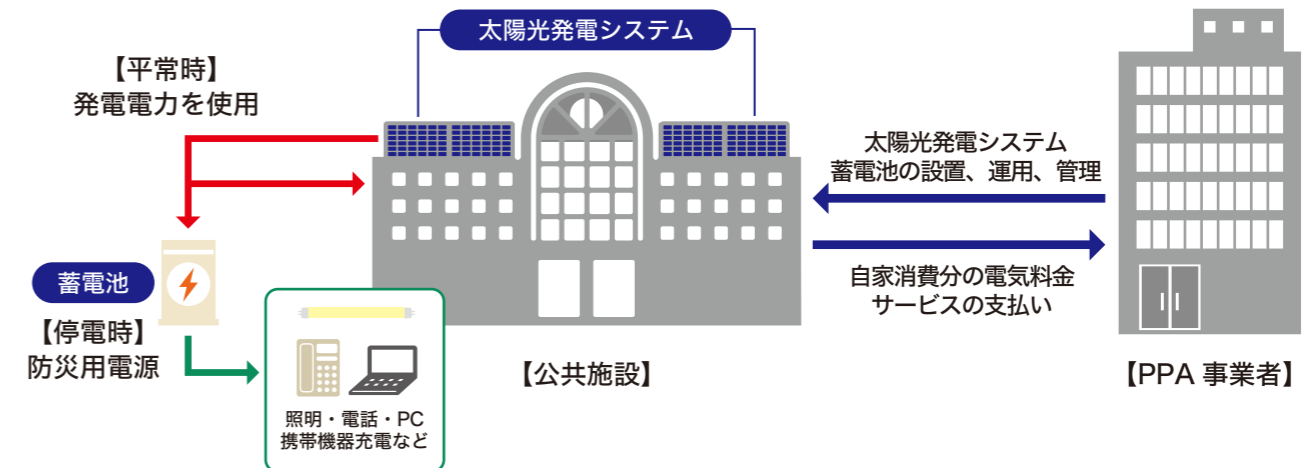 太陽光発電システム
【平常時】
発電電力を使用
太陽光発電システム
蓄電池の設置、運用、管理
自家消費分の電気料金
サービスの支払い
蓄電池
【停電時】
防災用電源
照明・電話・PC
携帯機器充電など
【公共施設】
【PPA 事業者】